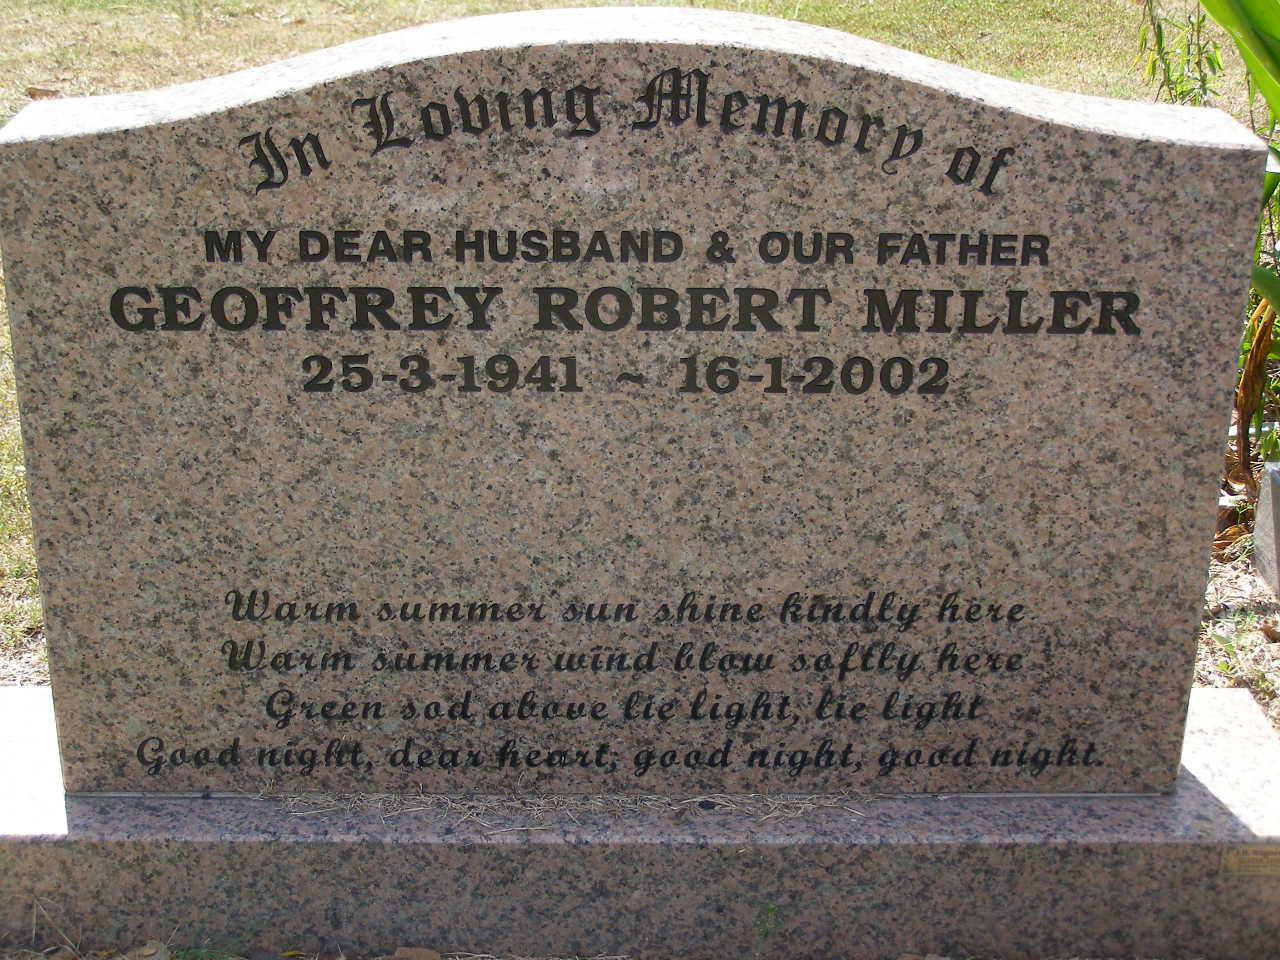 In Loving Memory of
MY DEAR HUSBAND & OUR FATHER
GEOFFREY ROBERT MILLER
25-3-1941 ~ 16-1-2002
Warm summer sun shine kindly here
Warm summer wind blow softly here
Green sod above lie light, lie light
Good night, dear heart, good night, good night.